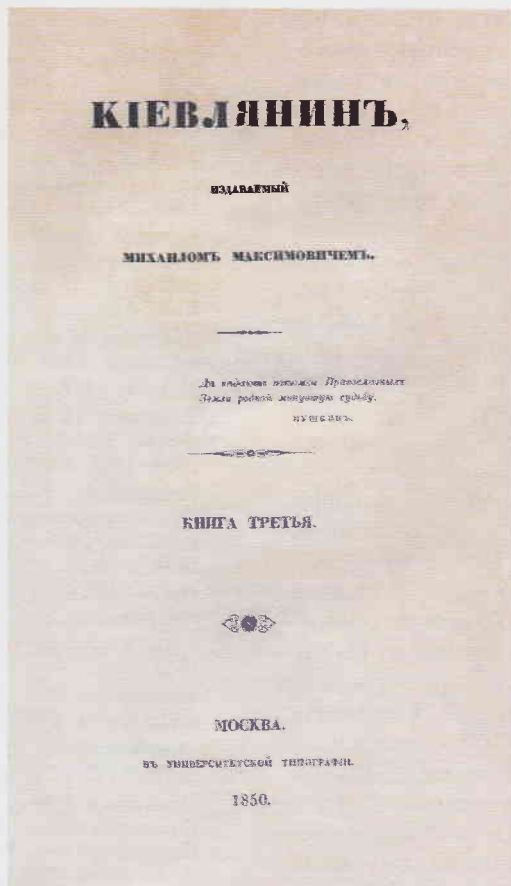 КІЕВЛЯНИНЪ,
ИЗДАВАЕМЫЙ
МИХАИЛОМЪ МАКСИМОВИЧЕМЪ.
Да вѣдаютъ потомки Православныхъ
Земли родной минувшую судьбу.
ПУШКИНЪ.
КНИГА ТРЕТЬЯ.
МОСКВА.
ВЪ УНИВЕРСИТЕТСКОЙ ТИПОГРАФІИ.
1850.